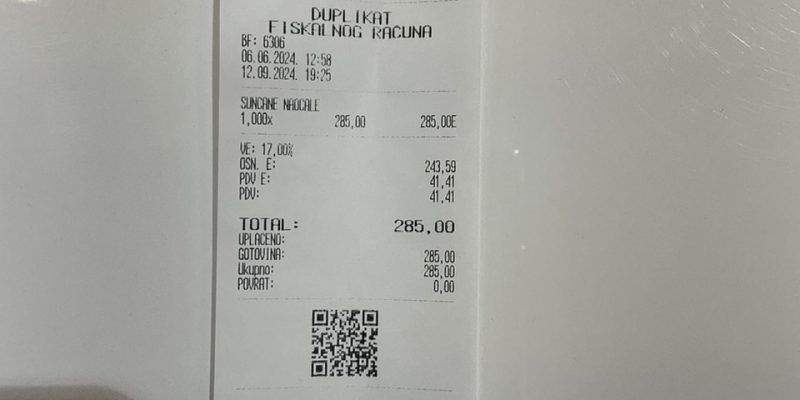 DUPLIKAT
FISKALNOG RACUNA
BF: 6306
06.06.2024. 12:58
12.09.2024. 19:25
SUNCANE NAOCALE
1,000x 285,00 285,00E
VE: 17,00%
OSN. E: 243,59
PDV E: 41,41
PDV: 41,41
TOTAL: 285,00
UPLACENO:
GOTOVINA: 285,00
Ukupno: 285,00
POVRAT: 0,00